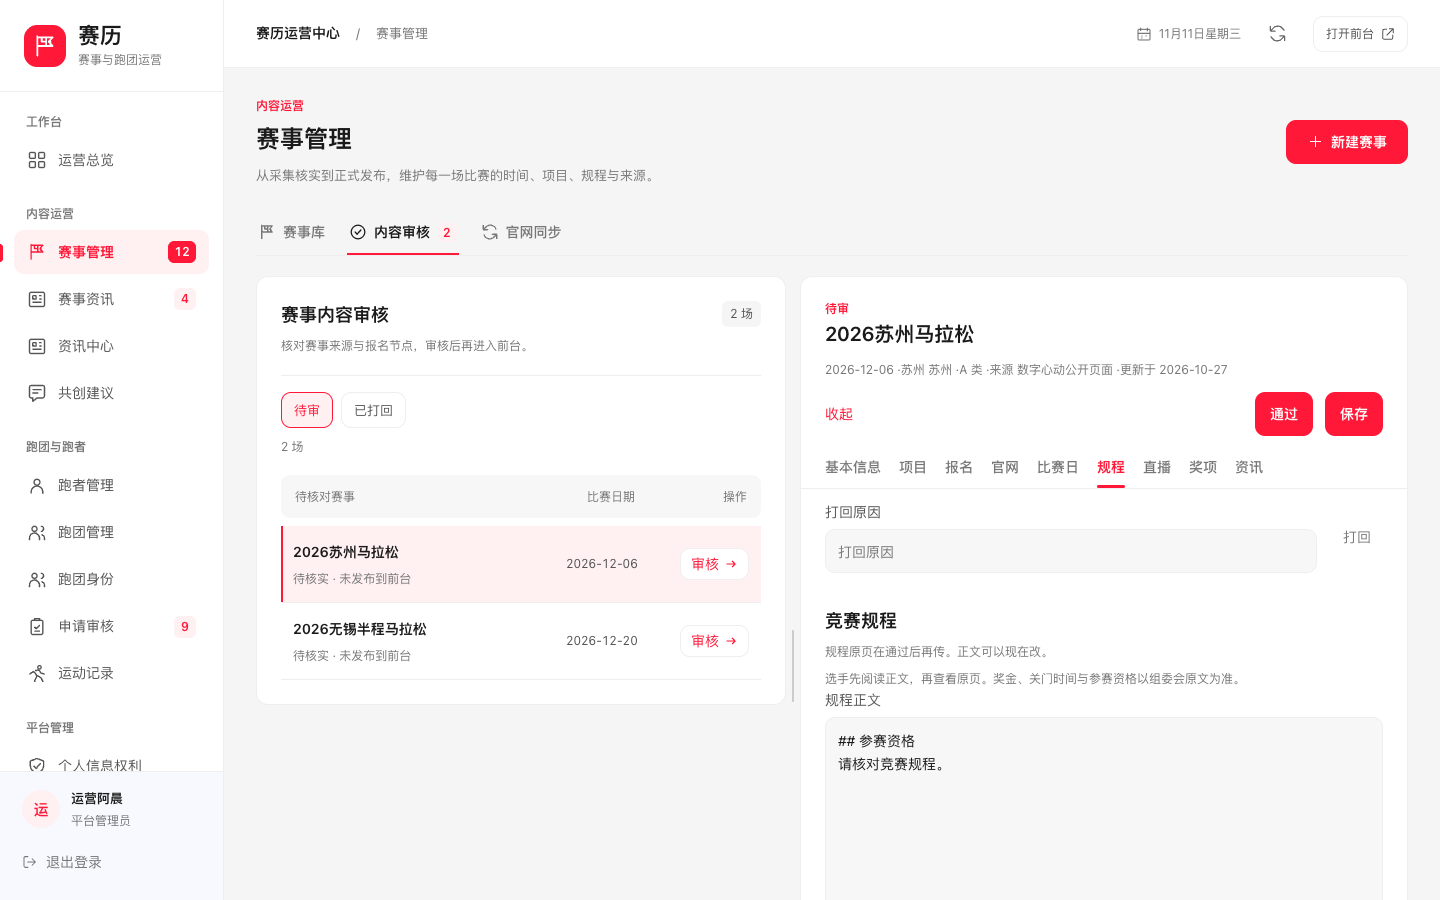 赛历
赛事与跑团运营
工作台
运营总览
内容运营
赛事管理 12
赛事资讯 4
资讯中心
共创建议
跑团与跑者
跑者管理
跑团管理
跑团身份
申请审核 9
运动记录
平台管理
个人信息权利
运 运营阿晨
平台管理员
退出登录
赛历运营中心 / 赛事管理
11月11日星期三 打开前台
内容运营
赛事管理
从采集核实到正式发布，维护每一场比赛的时间、项目、规程与来源。
新建赛事
赛事库 内容审核 2 官网同步
赛事内容审核 2 场
核对赛事来源与报名节点，审核后再进入前台。
待审 已打回
2 场
待核对赛事 比赛日期 操作
2026苏州马拉松
待核实 · 未发布到前台
2026-12-06 审核 →
2026无锡半程马拉松
待核实 · 未发布到前台
2026-12-20 审核 →
待审
2026苏州马拉松
2026-12-06 ·苏州 苏州 ·A 类 ·来源 数字心动公开页面 ·更新于 2026-10-27
收起 通过 保存
基本信息 项目 报名 官网 比赛日 规程 直播 奖项 资讯
打回原因
打回原因 打回
竞赛规程
规程原页在通过后再传。正文可以现在改。
选手先阅读正文，再查看原页。奖金、关门时间与参赛资格以组委会原文为准。
规程正文
## 参赛资格
请核对竞赛规程。